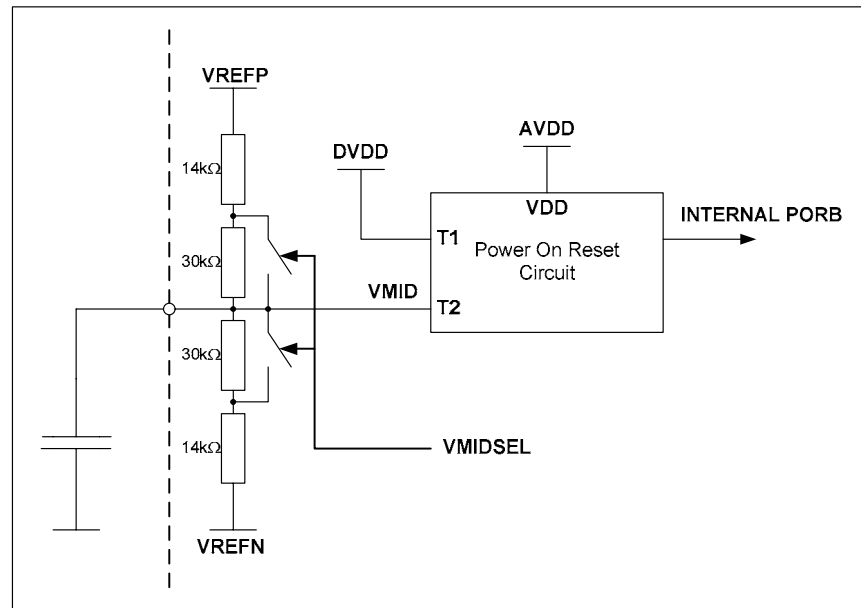 VREFP
AVDD
DVDD
14kΩ
VDD
INTERNAL PORB
T1
Power On Reset
Circuit
30kΩ
VMID
T2
30kΩ
14kΩ
VMIDSEL
VREFN